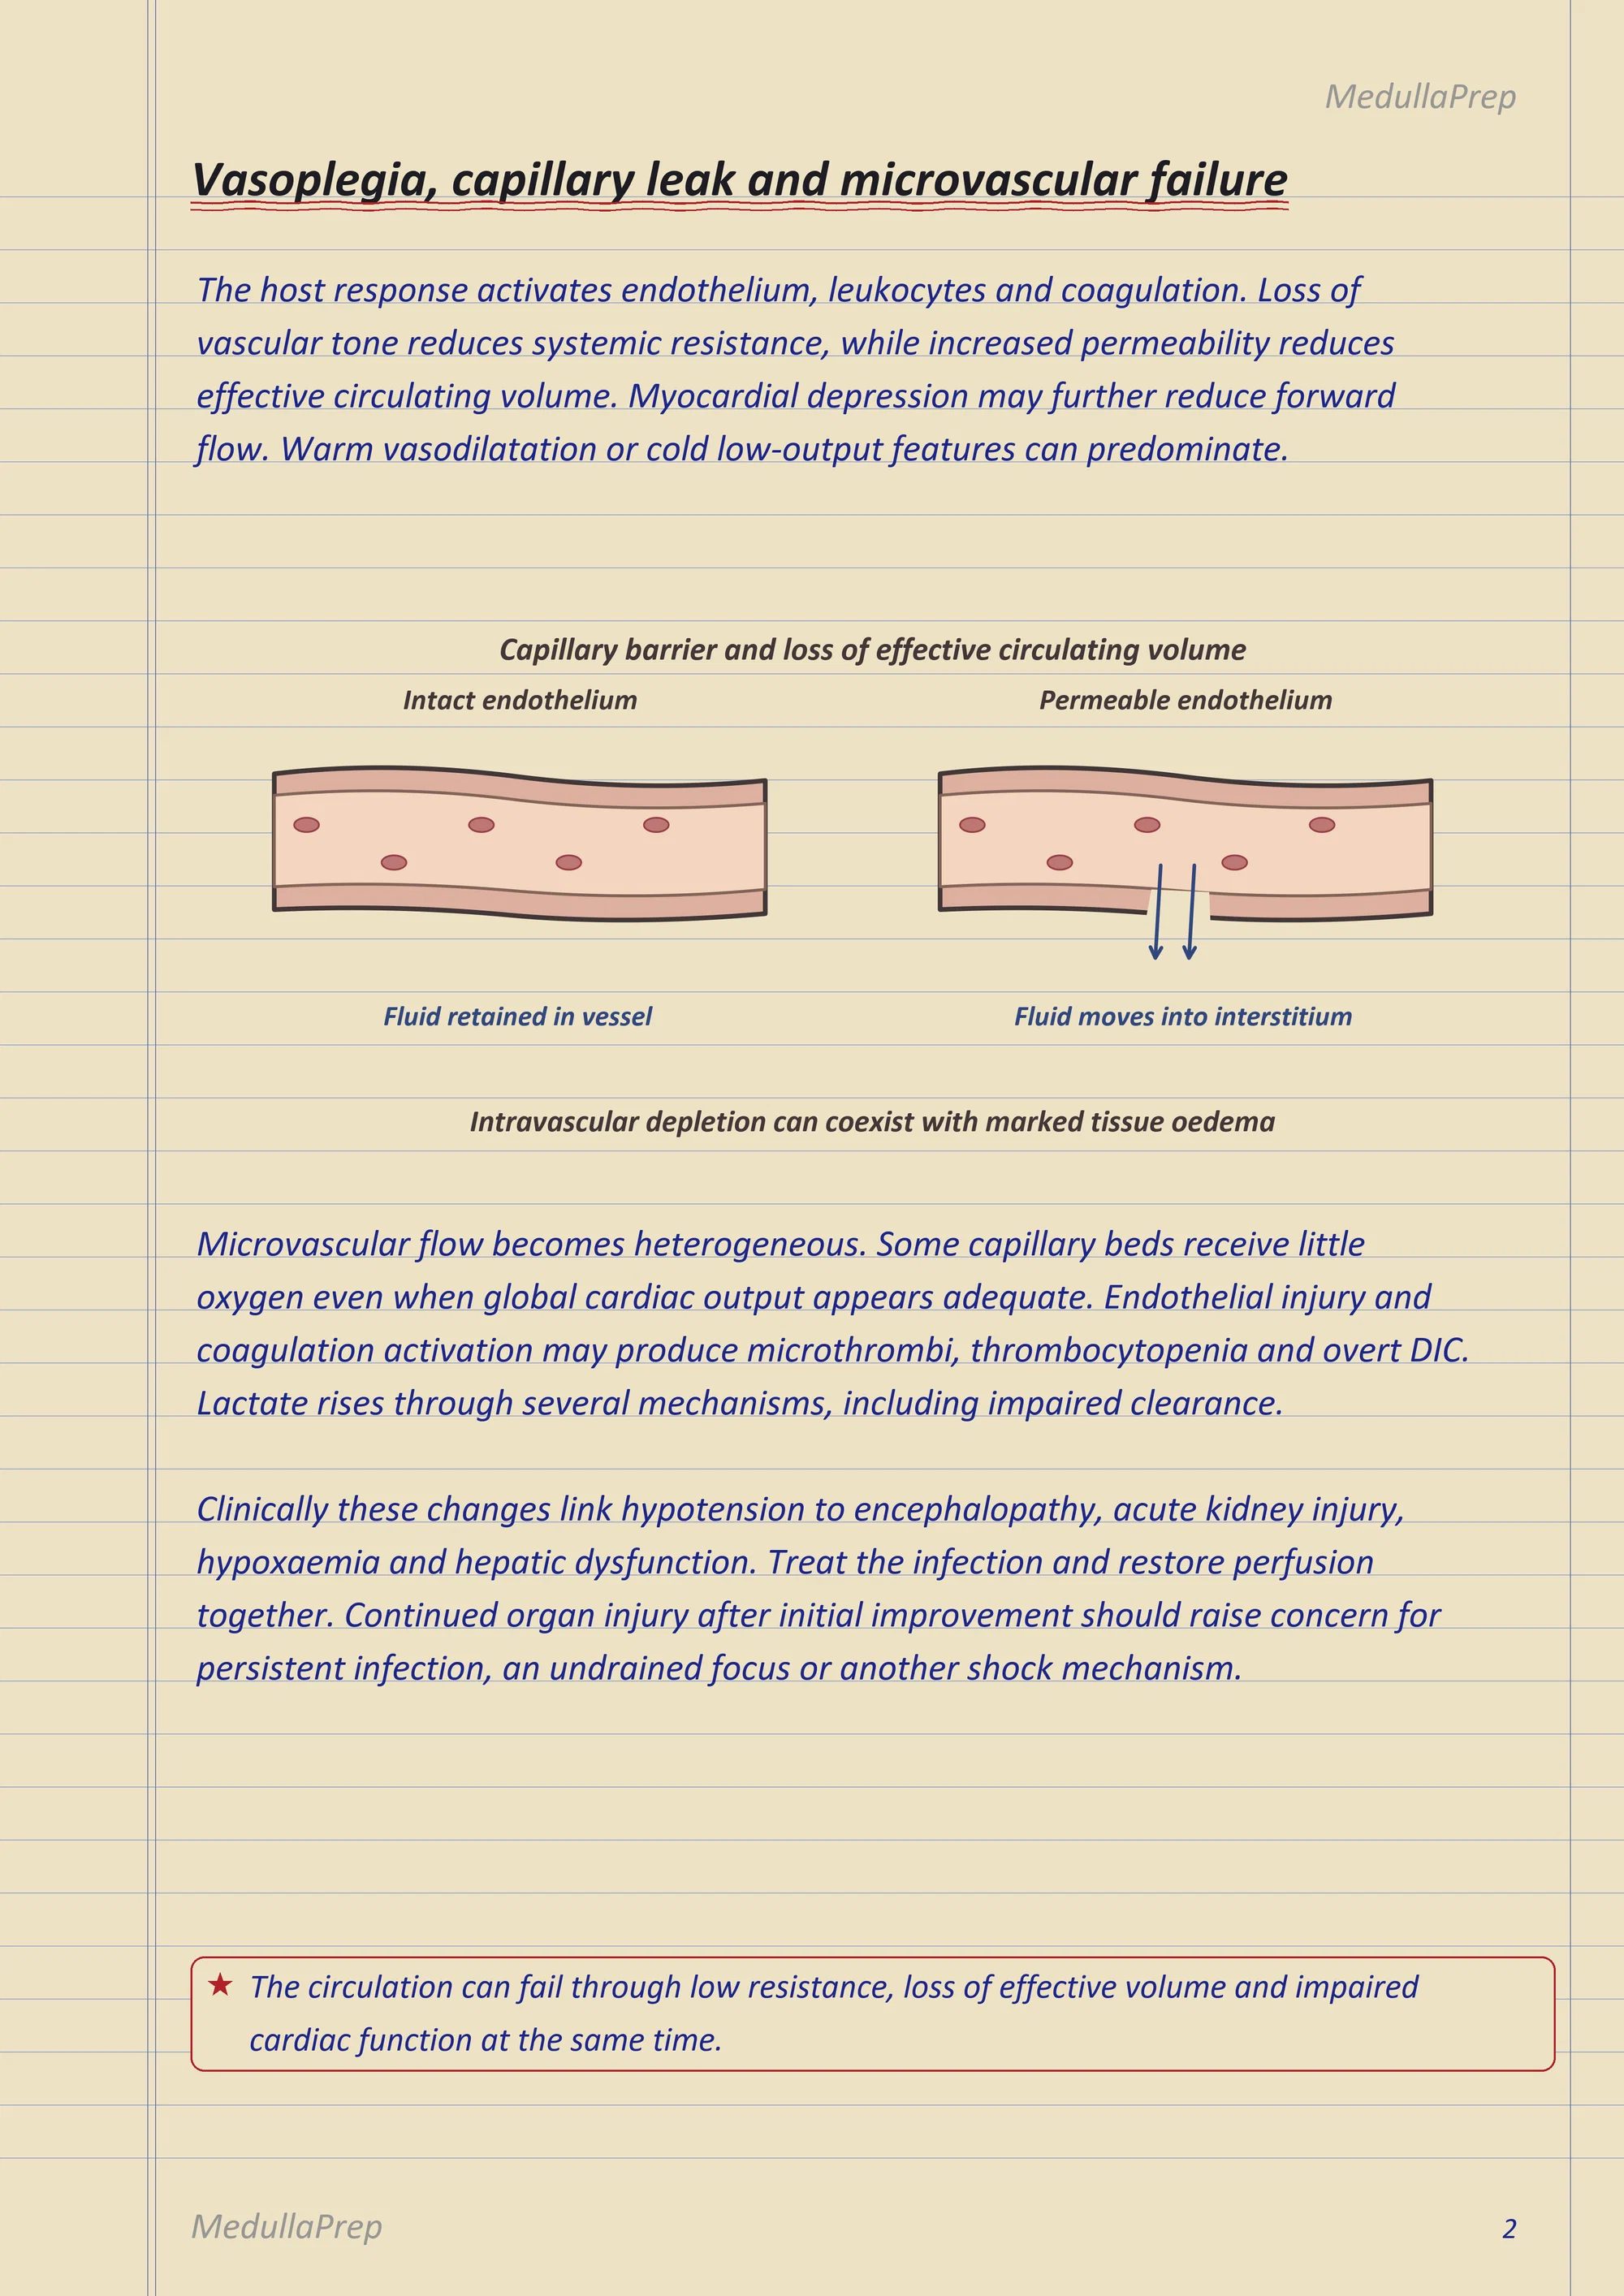 MedullaPrep
Vasoplegia, capillary leak and microvascular failure
The host response activates endothelium, leukocytes and coagulation. Loss of
vascular tone reduces systemic resistance, while increased permeability reduces
effective circulating volume. Myocardial depression may further reduce forward
flow. Warm vasodilatation or cold low-output features can predominate.
Capillary barrier and loss of effective circulating volume
Intact endothelium
Permeable endothelium
Fluid retained in vessel
Fluid moves into interstitium
Intravascular depletion can coexist with marked tissue oedema
Microvascular flow becomes heterogeneous. Some capillary beds receive little
oxygen even when global cardiac output appears adequate. Endothelial injury and
coagulation activation may produce microthrombi, thrombocytopenia and overt DIC.
Lactate rises through several mechanisms, including impaired clearance.
Clinically these changes link hypotension to encephalopathy, acute kidney injury,
hypoxaemia and hepatic dysfunction. Treat the infection and restore perfusion
together. Continued organ injury after initial improvement should raise concern for
persistent infection, an undrained focus or another shock mechanism.
★ The circulation can fail through low resistance, loss of effective volume and impaired
cardiac function at the same time.
MedullaPrep
2